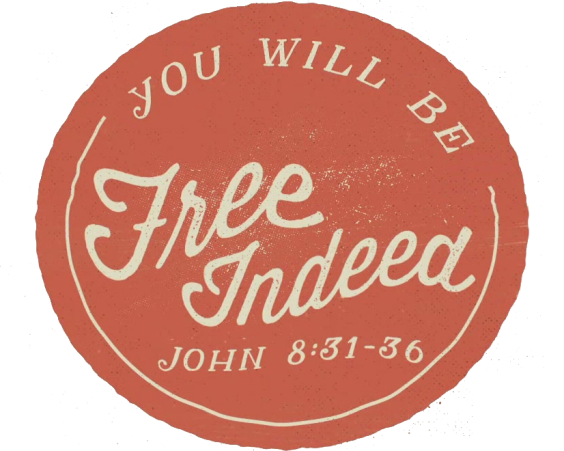 YOU WILL BE
Free
Indeed
JOHN 8:31-36